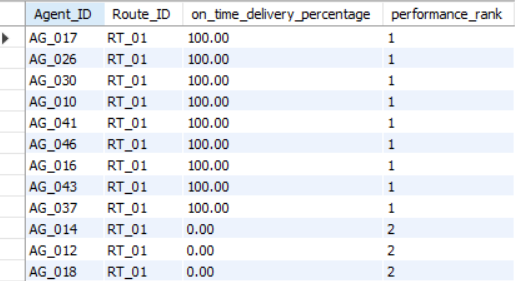 Agent_ID Route_ID on_time_delivery_percentage performance_rank
AG_017 RT_01 100.00 1
AG_026 RT_01 100.00 1
AG_030 RT_01 100.00 1
AG_010 RT_01 100.00 1
AG_041 RT_01 100.00 1
AG_046 RT_01 100.00 1
AG_016 RT_01 100.00 1
AG_043 RT_01 100.00 1
AG_037 RT_01 100.00 1
AG_014 RT_01 0.00 2
AG_012 RT_01 0.00 2
AG_018 RT_01 0.00 2